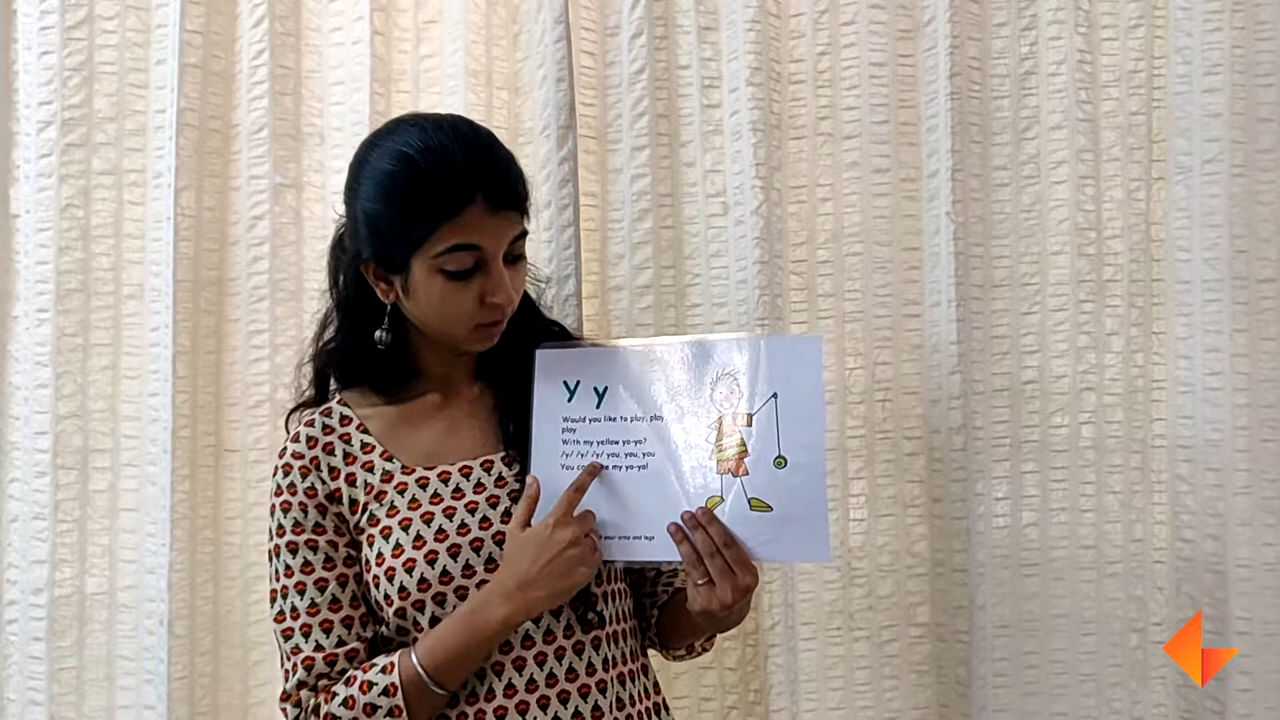 Y y
Would you like to play, play
play
With my yellow yo-yo?
/y/ /y/ /y/ you, you, you
You my yo-yo!
your arms and legs